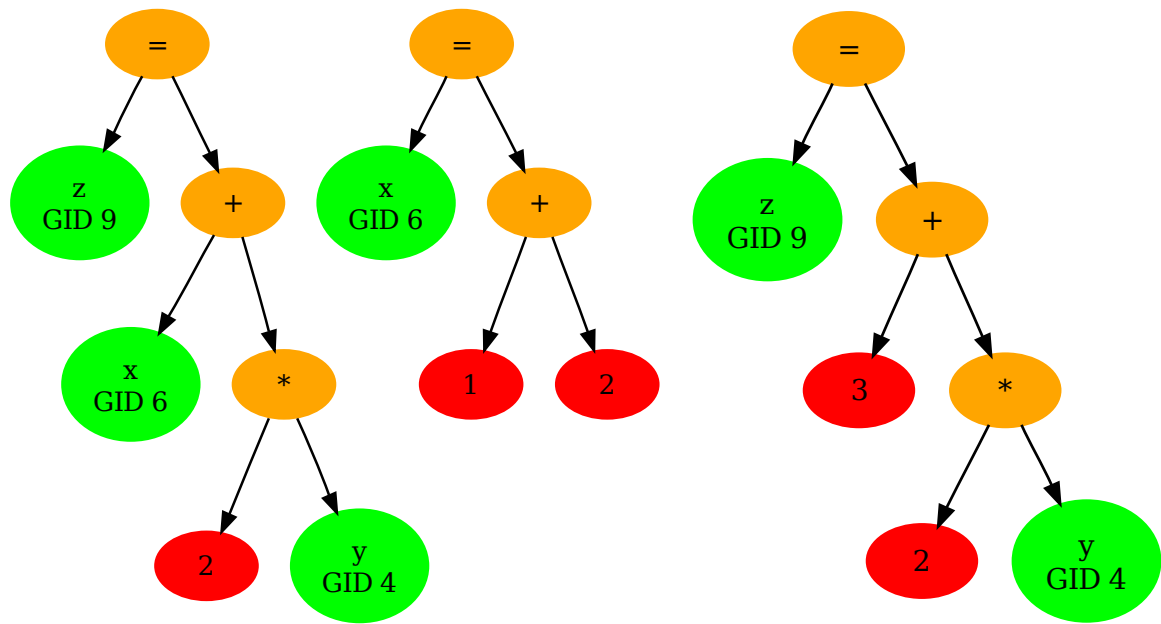 =
=
=
z
GID 9
+
x
GID 6
+
z
GID 9
+
x
GID 6
*
1
2
3
*
2
y
GID 4
2
y
GID 4